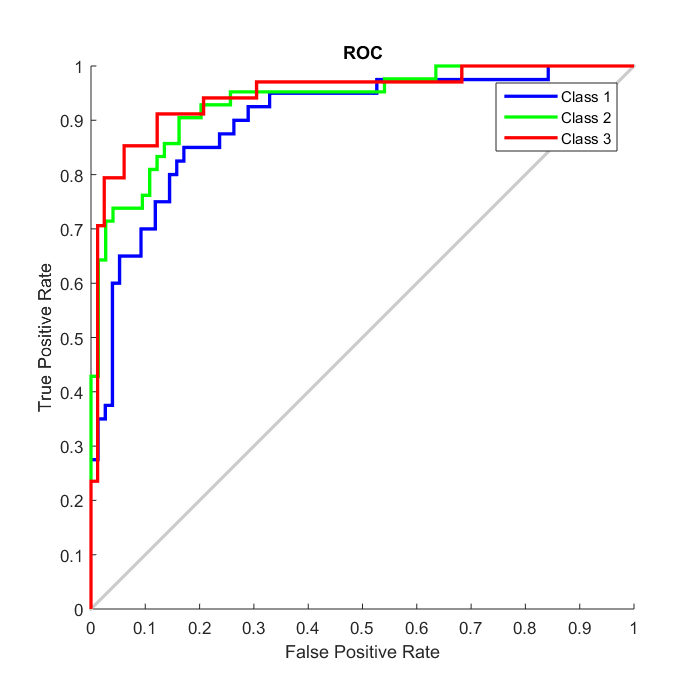 ROC
1
0.9
0.8
0.7
0.6
0.5
0.4
0.3
0.2
0.1
0
True Positive Rate
Class 1
Class 2
Class 3
0 0.1 0.2 0.3 0.4 0.5 0.6 0.7 0.8 0.9 1
False Positive Rate